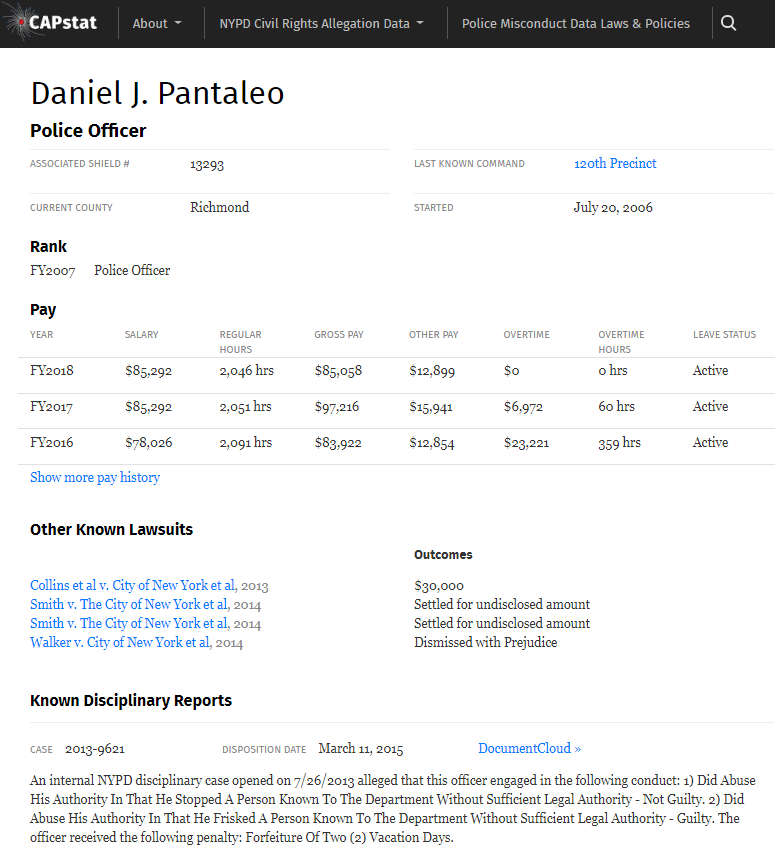 CAPstat About NYPD Civil Rights Allegation Data Police Misconduct Data Laws & Policies
Daniel J. Pantaleo
Police Officer
ASSOCIATED SHIELD # 13293 LAST KNOWN COMMAND 120th Precinct
CURRENT COUNTY Richmond STARTED July 20, 2006
Rank
FY2007 Police Officer
Pay
YEAR SALARY REGULAR HOURS GROSS PAY OTHER PAY OVERTIME OVERTIME HOURS LEAVE STATUS
FY2018 $85,292 2,046 hrs $85,058 $12,899 $0 0 hrs Active
FY2017 $85,292 2,051 hrs $97,216 $15,941 $6,972 60 hrs Active
FY2016 $78,026 2,091 hrs $83,922 $12,854 $23,221 359 hrs Active
Show more pay history
Other Known Lawsuits
Outcomes
Collins et al v. City of New York et al, 2013 $30,000
Smith v. The City of New York et al, 2014 Settled for undisclosed amount
Smith v. The City of New York et al, 2014 Settled for undisclosed amount
Walker v. City of New York et al, 2014 Dismissed with Prejudice
Known Disciplinary Reports
CASE 2013-9621 DISPOSITION DATE March 11, 2015 DocumentCloud »
An internal NYPD disciplinary case opened on 7/26/2013 alleged that this officer engaged in the following conduct: 1) Did Abuse
His Authority In That He Stopped A Person Known To The Department Without Sufficient Legal Authority - Not Guilty. 2) Did
Abuse His Authority In That He Frisked A Person Known To The Department Without Sufficient Legal Authority - Guilty. The
officer received the following penalty: Forfeiture Of Two (2) Vacation Days.